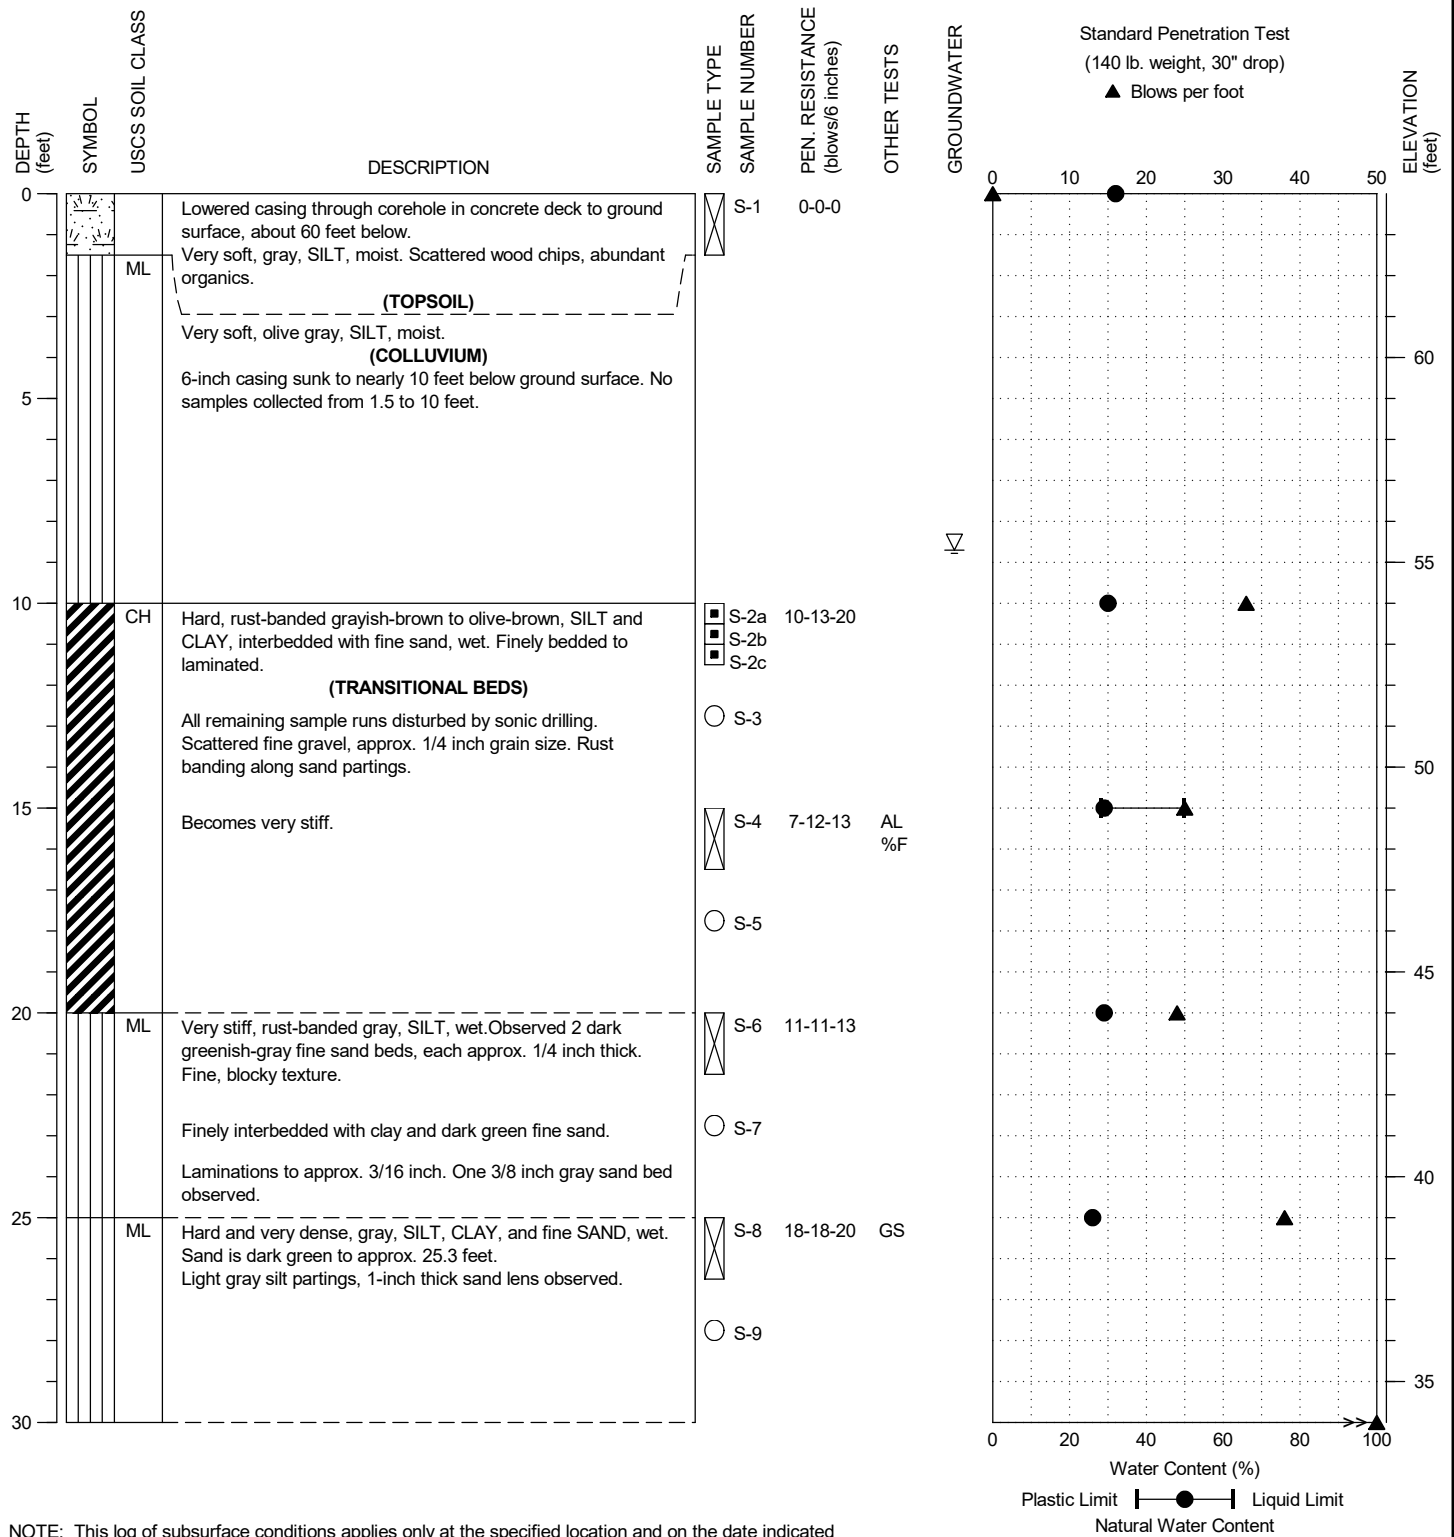 DEPTH
(feet)
SYMBOL
USCS SOIL CLASS
DESCRIPTION
SAMPLE TYPE
SAMPLE NUMBER
PEN. RESISTANCE
(blows/6 inches)
OTHER TESTS
GROUNDWATER
Standard Penetration Test
(140 lb. weight, 30" drop)
▲ Blows per foot
ELEVATION
(feet)
0 10 20 30 40 50
0
Lowered casing through corehole in concrete deck to ground
surface, about 60 feet below.
S-1 0-0-0
Very soft, gray, SILT, moist. Scattered wood chips, abundant
organics.
(TOPSOIL)
ML
Very soft, olive gray, SILT, moist.
(COLLUVIUM)
60
6-inch casing sunk to nearly 10 feet below ground surface. No
samples collected from 1.5 to 10 feet.
5
55
10
CH
Hard, rust-banded grayish-brown to olive-brown, SILT and
CLAY, interbedded with fine sand, wet. Finely bedded to
laminated.
S-2a 10-13-20
S-2b
S-2c
(TRANSITIONAL BEDS)
All remaining sample runs disturbed by sonic drilling.
Scattered fine gravel, approx. 1/4 inch grain size. Rust
banding along sand partings.
S-3
50
15
Becomes very stiff.
S-4 7-12-13 AL
%F
S-5
45
20
ML
Very stiff, rust-banded gray, SILT, wet.Observed 2 dark
greenish-gray fine sand beds, each approx. 1/4 inch thick.
Fine, blocky texture.
S-6 11-11-13
Finely interbedded with clay and dark green fine sand.
S-7
Laminations to approx. 3/16 inch. One 3/8 inch gray sand bed
observed.
40
25
ML
Hard and very dense, gray, SILT, CLAY, and fine SAND, wet.
Sand is dark green to approx. 25.3 feet.
Light gray silt partings, 1-inch thick sand lens observed.
S-8 18-18-20 GS
S-9
35
30
0 20 40 60 80 100
Water Content (%)
Plastic Limit Liquid Limit
Natural Water Content
NOTE: This log of subsurface conditions applies only at the specified location and on the date indicated